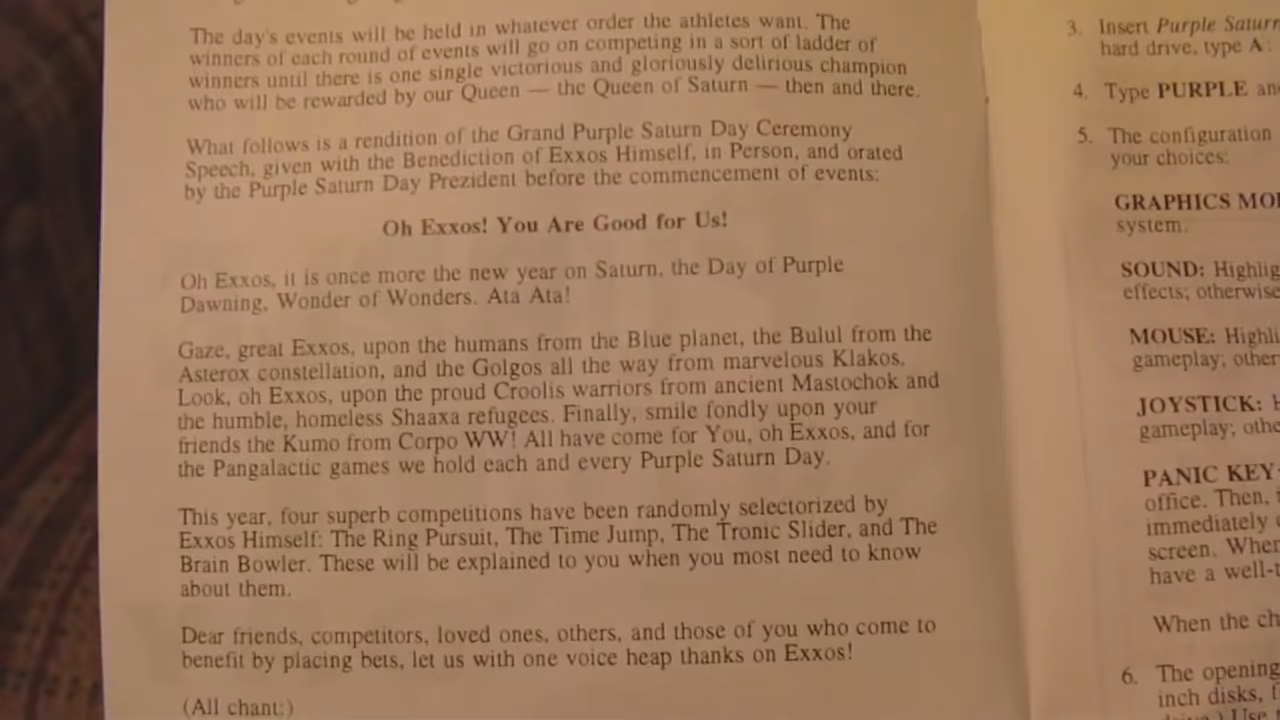 The day's events will be held in whatever order the athletes want. The
winners of each round of events will go on competing in a sort of ladder of
winners until there is one single victorious and gloriously delirious champion
who will be rewarded by our Queen — the Queen of Saturn — then and there.
What follows is a rendition of the Grand Purple Saturn Day Ceremony
Speech, given with the Benediction of Exxos Himself, in Person, and orated
by the Purple Saturn Day Prezident before the commencement of events:
Oh Exxos! You Are Good for Us!
Oh Exxos, it is once more the new year on Saturn, the Day of Purple
Dawning, Wonder of Wonders. Ata Ata!
Gaze, great Exxos, upon the humans from the Blue planet, the Bulul from the
Asterox constellation, and the Golgos all the way from marvelous Klakos.
Look, oh Exxos, upon the proud Croolis warriors from ancient Mastochok and
the humble, homeless Shaaxa refugees. Finally, smile fondly upon your
friends the Kumo from Corpo WW! All have come for You, oh Exxos, and for
the Pangalactic games we hold each and every Purple Saturn Day.
This year, four superb competitions have been randomly selectorized by
Exxos Himself: The Ring Pursuit, The Time Jump, The Tronic Slider, and The
Brain Bowler. These will be explained to you when you most need to know
about them.
Dear friends, competitors, loved ones, others, and those of you who come to
benefit by placing bets, let us with one voice heap thanks on Exxos!
(All chant:)
3. Insert Purple Saturn
hard drive, type A:
4. Type PURPLE an
5. The configuration
your choices:
GRAPHICS MO
system.
SOUND: Highlig
effects; otherwise
MOUSE: Highli
gameplay; other
JOYSTICK: H
gameplay; othe
PANIC KEY:
office. Then,
immediately
screen. When
have a well-t
When the ch
6. The opening
inch disks, f